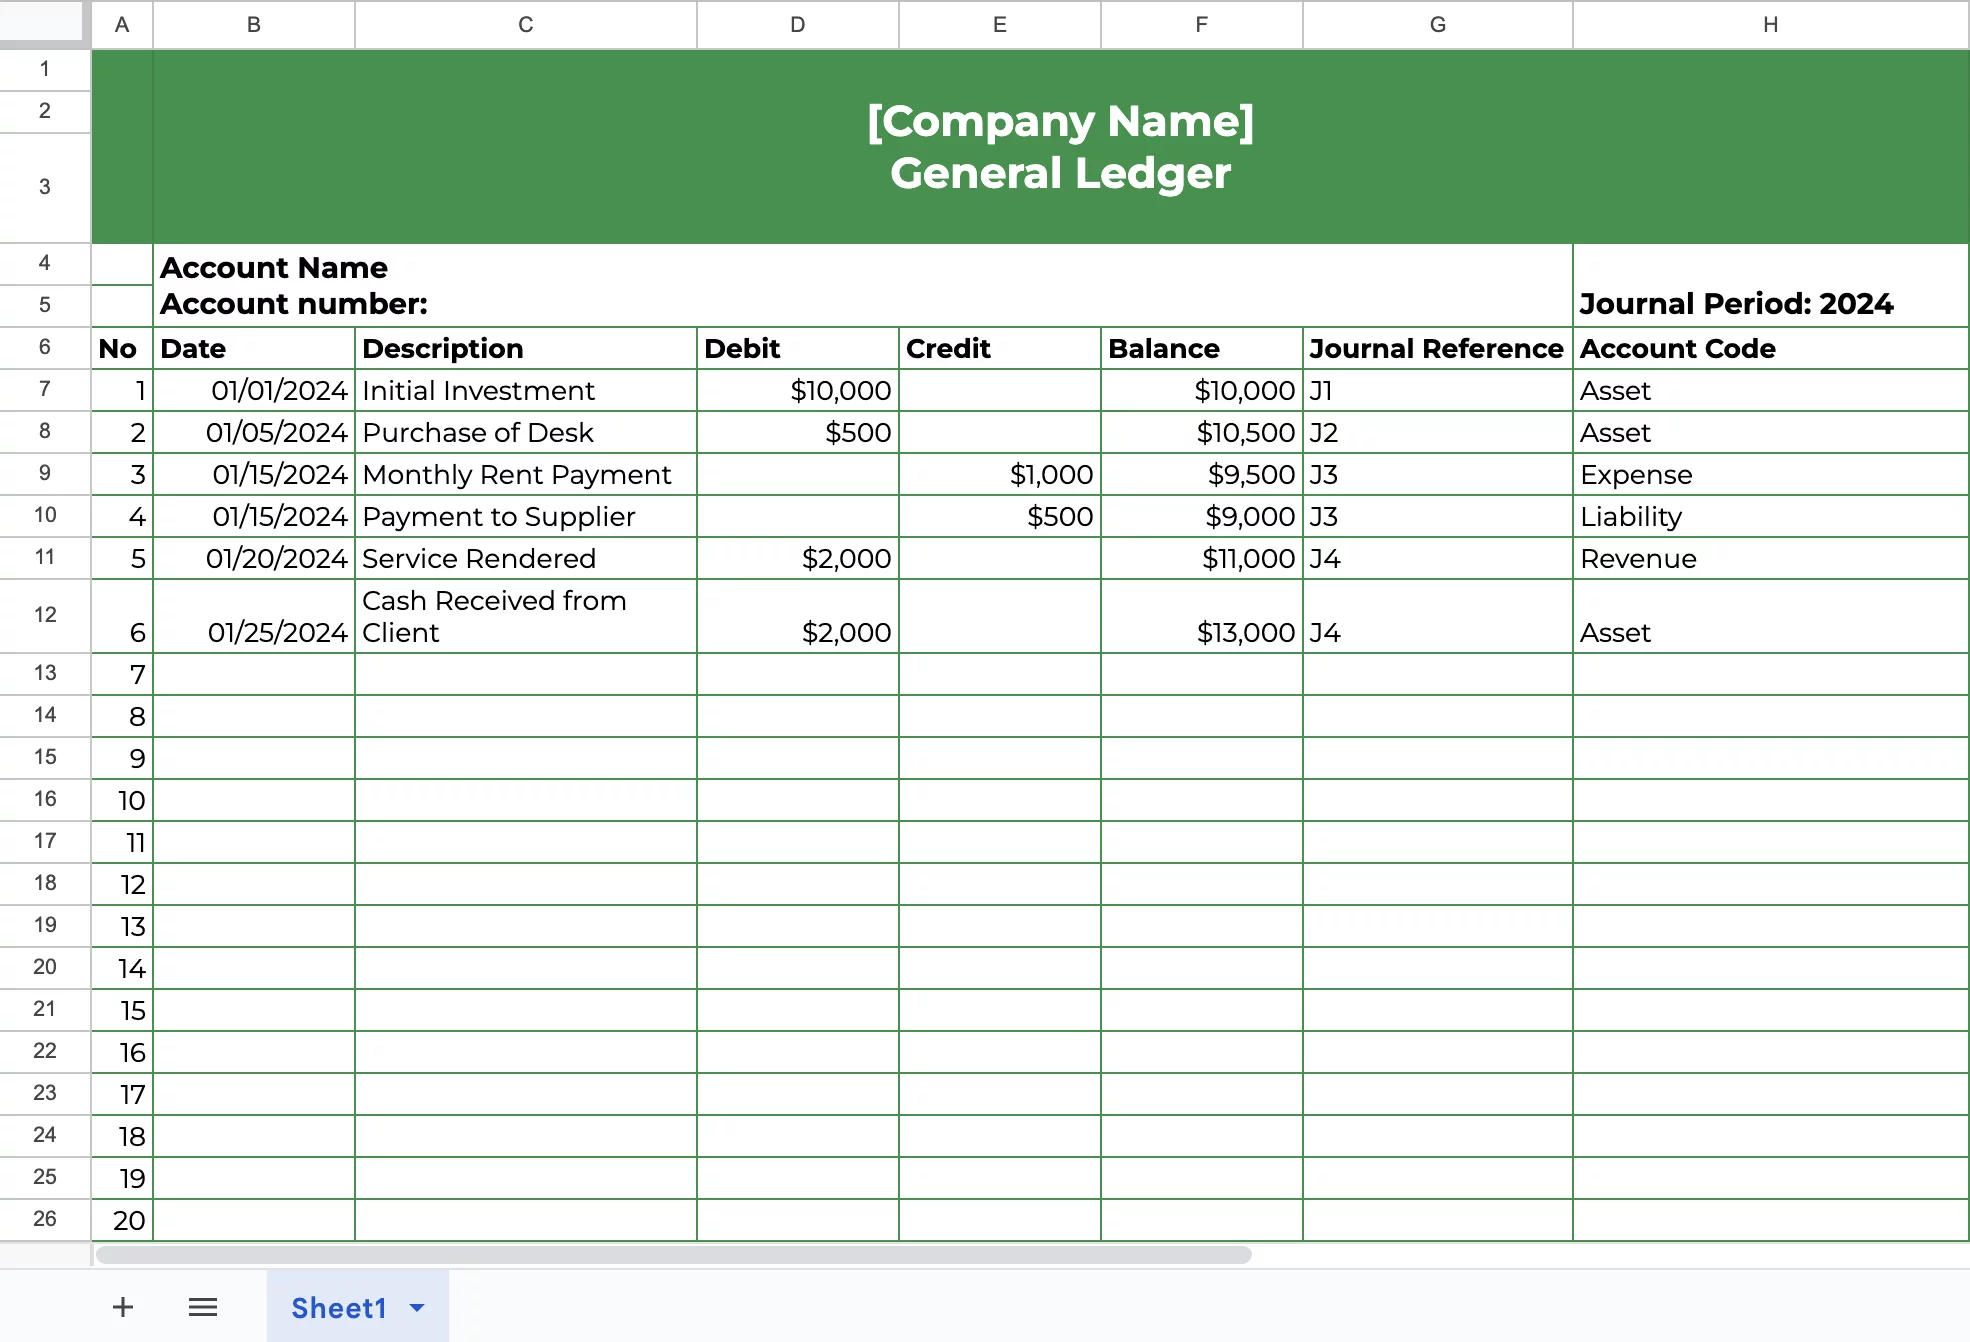 A B C D E F G H
1
2 [Company Name]
3 General Ledger
4 Account Name
5 Account number: Journal Period: 2024
6 No Date Description Debit Credit Balance Journal Reference Account Code
7 1 01/01/2024 Initial Investment $10,000 $10,000 J1 Asset
8 2 01/05/2024 Purchase of Desk $500 $10,500 J2 Asset
9 3 01/15/2024 Monthly Rent Payment $1,000 $9,500 J3 Expense
10 4 01/15/2024 Payment to Supplier $500 $9,000 J3 Liability
11 5 01/20/2024 Service Rendered $2,000 $11,000 J4 Revenue
12 6 01/25/2024 Cash Received from
Client $2,000 $13,000 J4 Asset
13 7
14 8
15 9
16 10
17 11
18 12
19 13
20 14
21 15
22 16
23 17
24 18
25 19
26 20
Sheet1